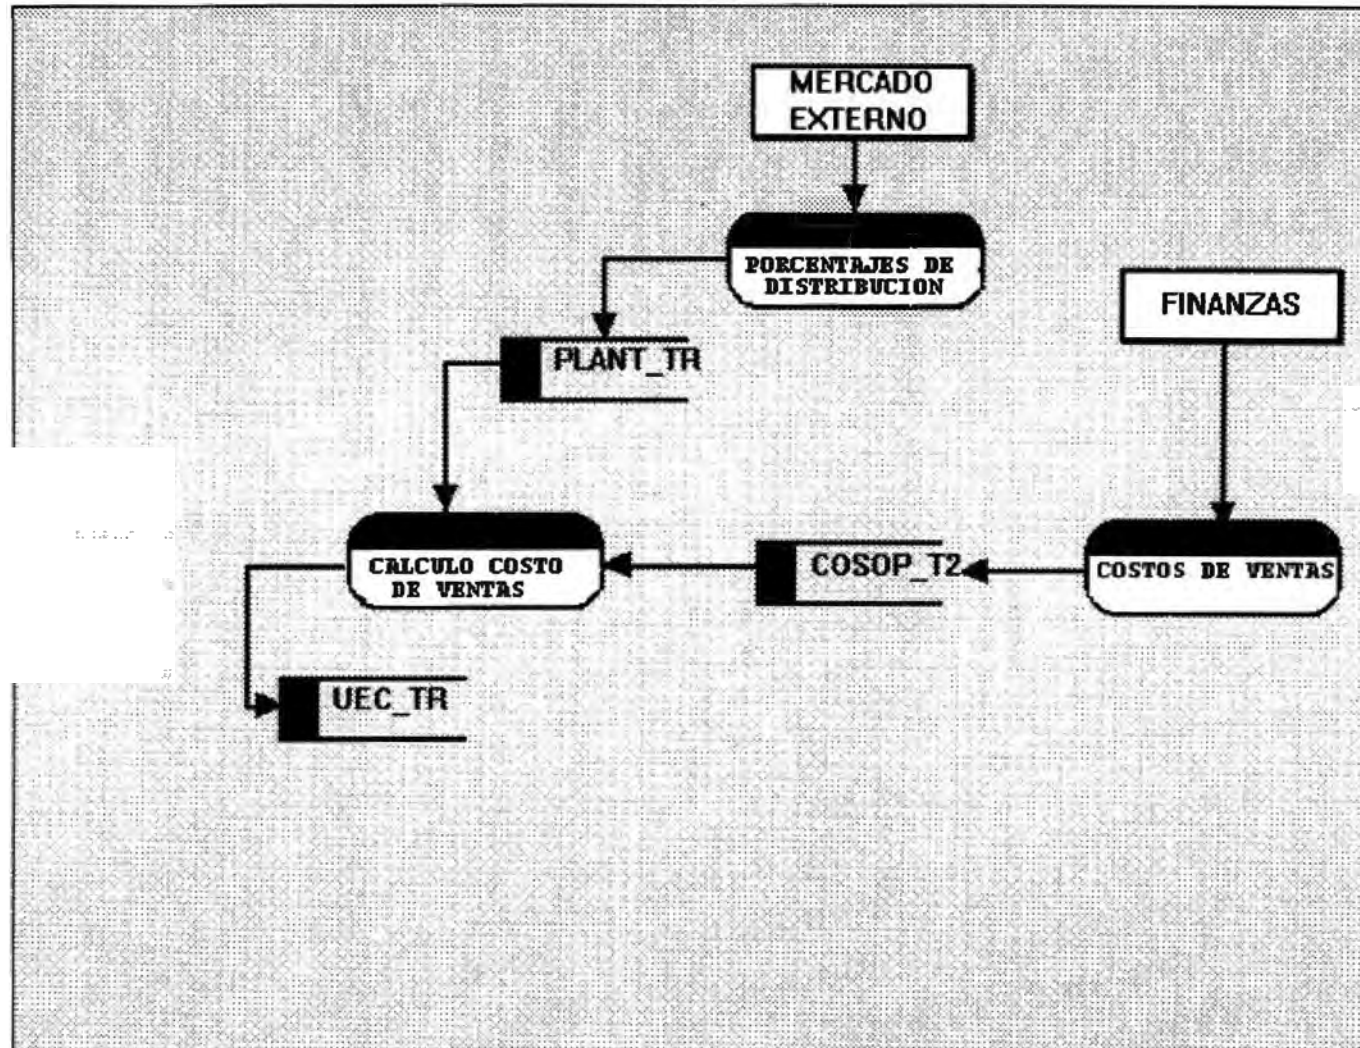 MERCADO
EXTERNO
PORCENTAJES DE
DISTRIBUCION
FINANZAS
PLANT_TR
CALCULO COSTO
DE VENTAS
COSOP_T2
COSTOS DE VENTAS
UEC_TR